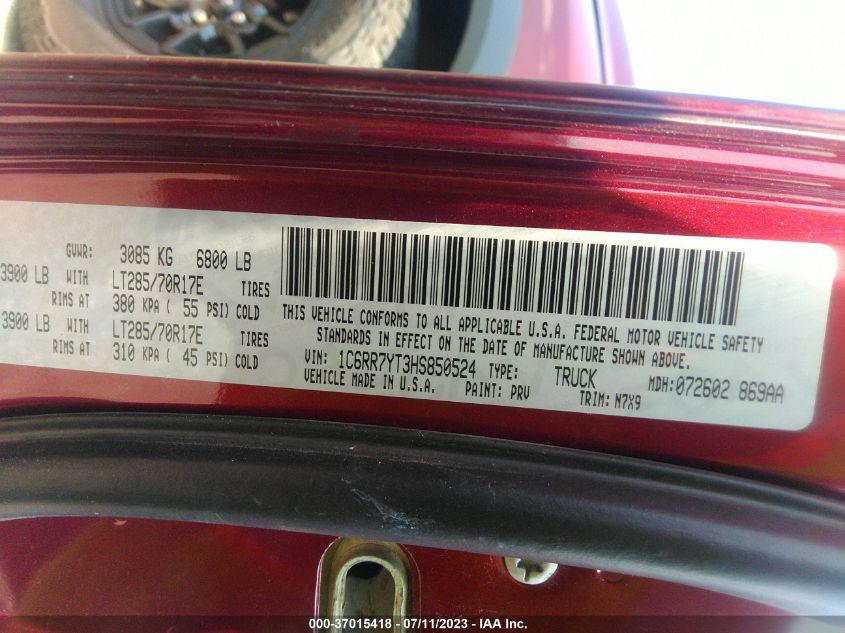 GVWR: 3085 KG 6800 LB
3900 LB WITH LT285/70R17E TIRES
RIMS AT 380 KPA ( 55 PSI) COLD
3900 LB WITH LT285/70R17E TIRES
RIMS AT 310 KPA ( 45 PSI) COLD
THIS VEHICLE CONFORMS TO ALL APPLICABLE U.S.A. FEDERAL MOTOR VEHICLE SAFETY
STANDARDS IN EFFECT ON THE DATE OF MANUFACTURE SHOWN ABOVE.
VIN: 1C6RR7YT3HS850524 TYPE: TRUCK MDH:072602 869AA
VEHICLE MADE IN U.S.A. PAINT: PRV TRIM: N7X9
000-37015418 - 07/11/2023 - IAA Inc.